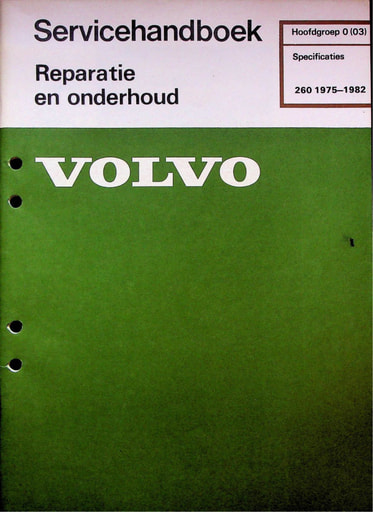 Servicehandboek
Reparatie
en onderhoud
Hoofdgroep 0 (03)
Specificaties
260 1975–1982
VOLVO